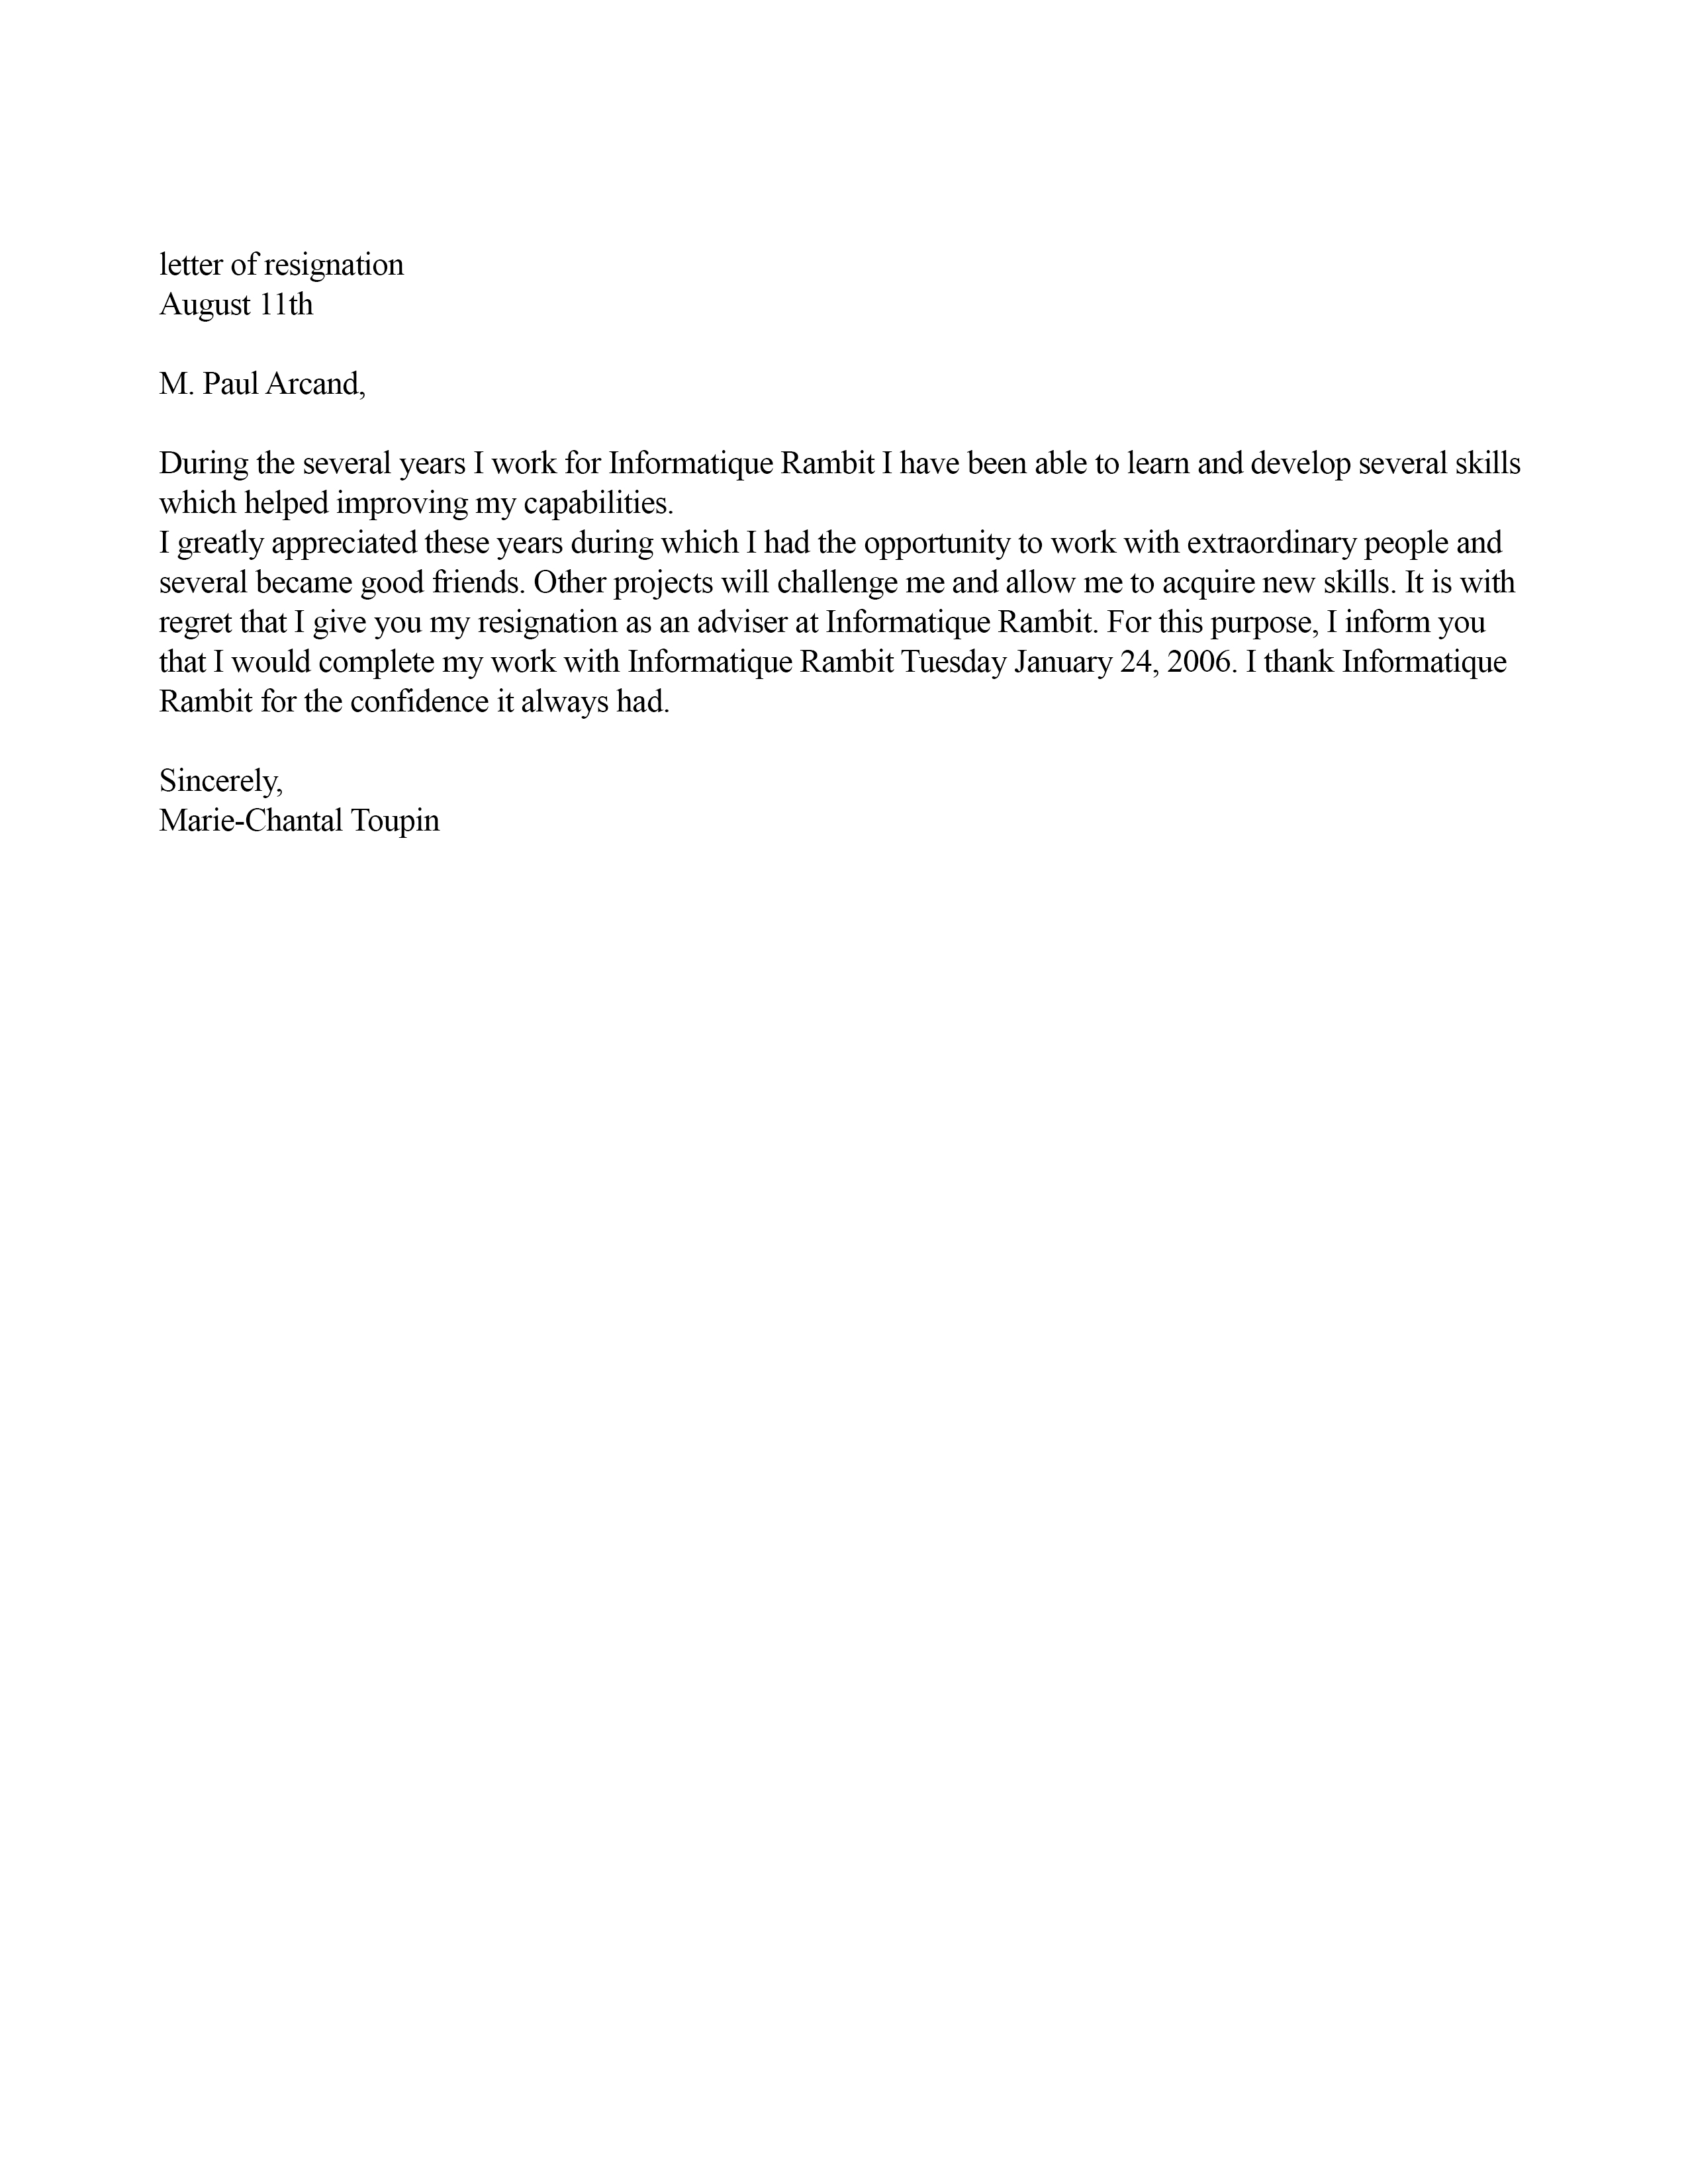 letter of resignation
August 11th
M. Paul Arcand,
During the several years I work for Informatique Rambit I have been able to learn and develop several skills
which helped improving my capabilities.
I greatly appreciated these years during which I had the opportunity to work with extraordinary people and
several became good friends. Other projects will challenge me and allow me to acquire new skills. It is with
regret that I give you my resignation as an adviser at Informatique Rambit. For this purpose, I inform you
that I would complete my work with Informatique Rambit Tuesday January 24, 2006. I thank Informatique
Rambit for the confidence it always had.
Sincerely,
Marie-Chantal Toupin